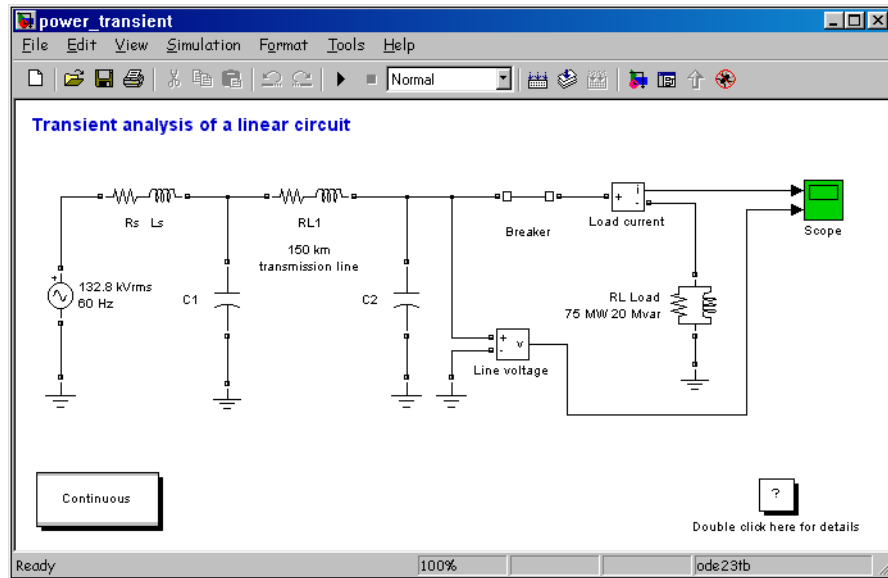 power_transient
File Edit View Simulation Format Tools Help
Normal
Transient analysis of a linear circuit
Rs Ls
RL1
150 km
transmission line
Breaker
+ i -
Load current
Scope
+
132.8 kVrms
60 Hz
C1
C2
RL Load
75 MW 20 Mvar
+ v -
Line voltage
Continuous
?
Double click here for details
Ready 100% ode23tb